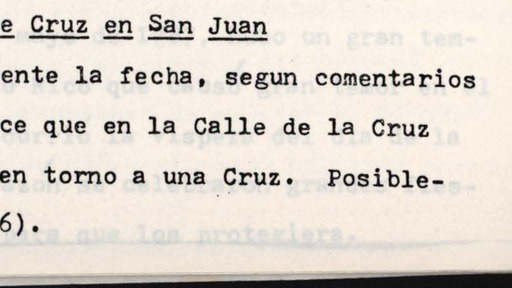 e Cruz en San Juan
ente la fecha, segun comentarios
ce que en la Calle de la Cruz
en torno a una Cruz. Posible-
6).